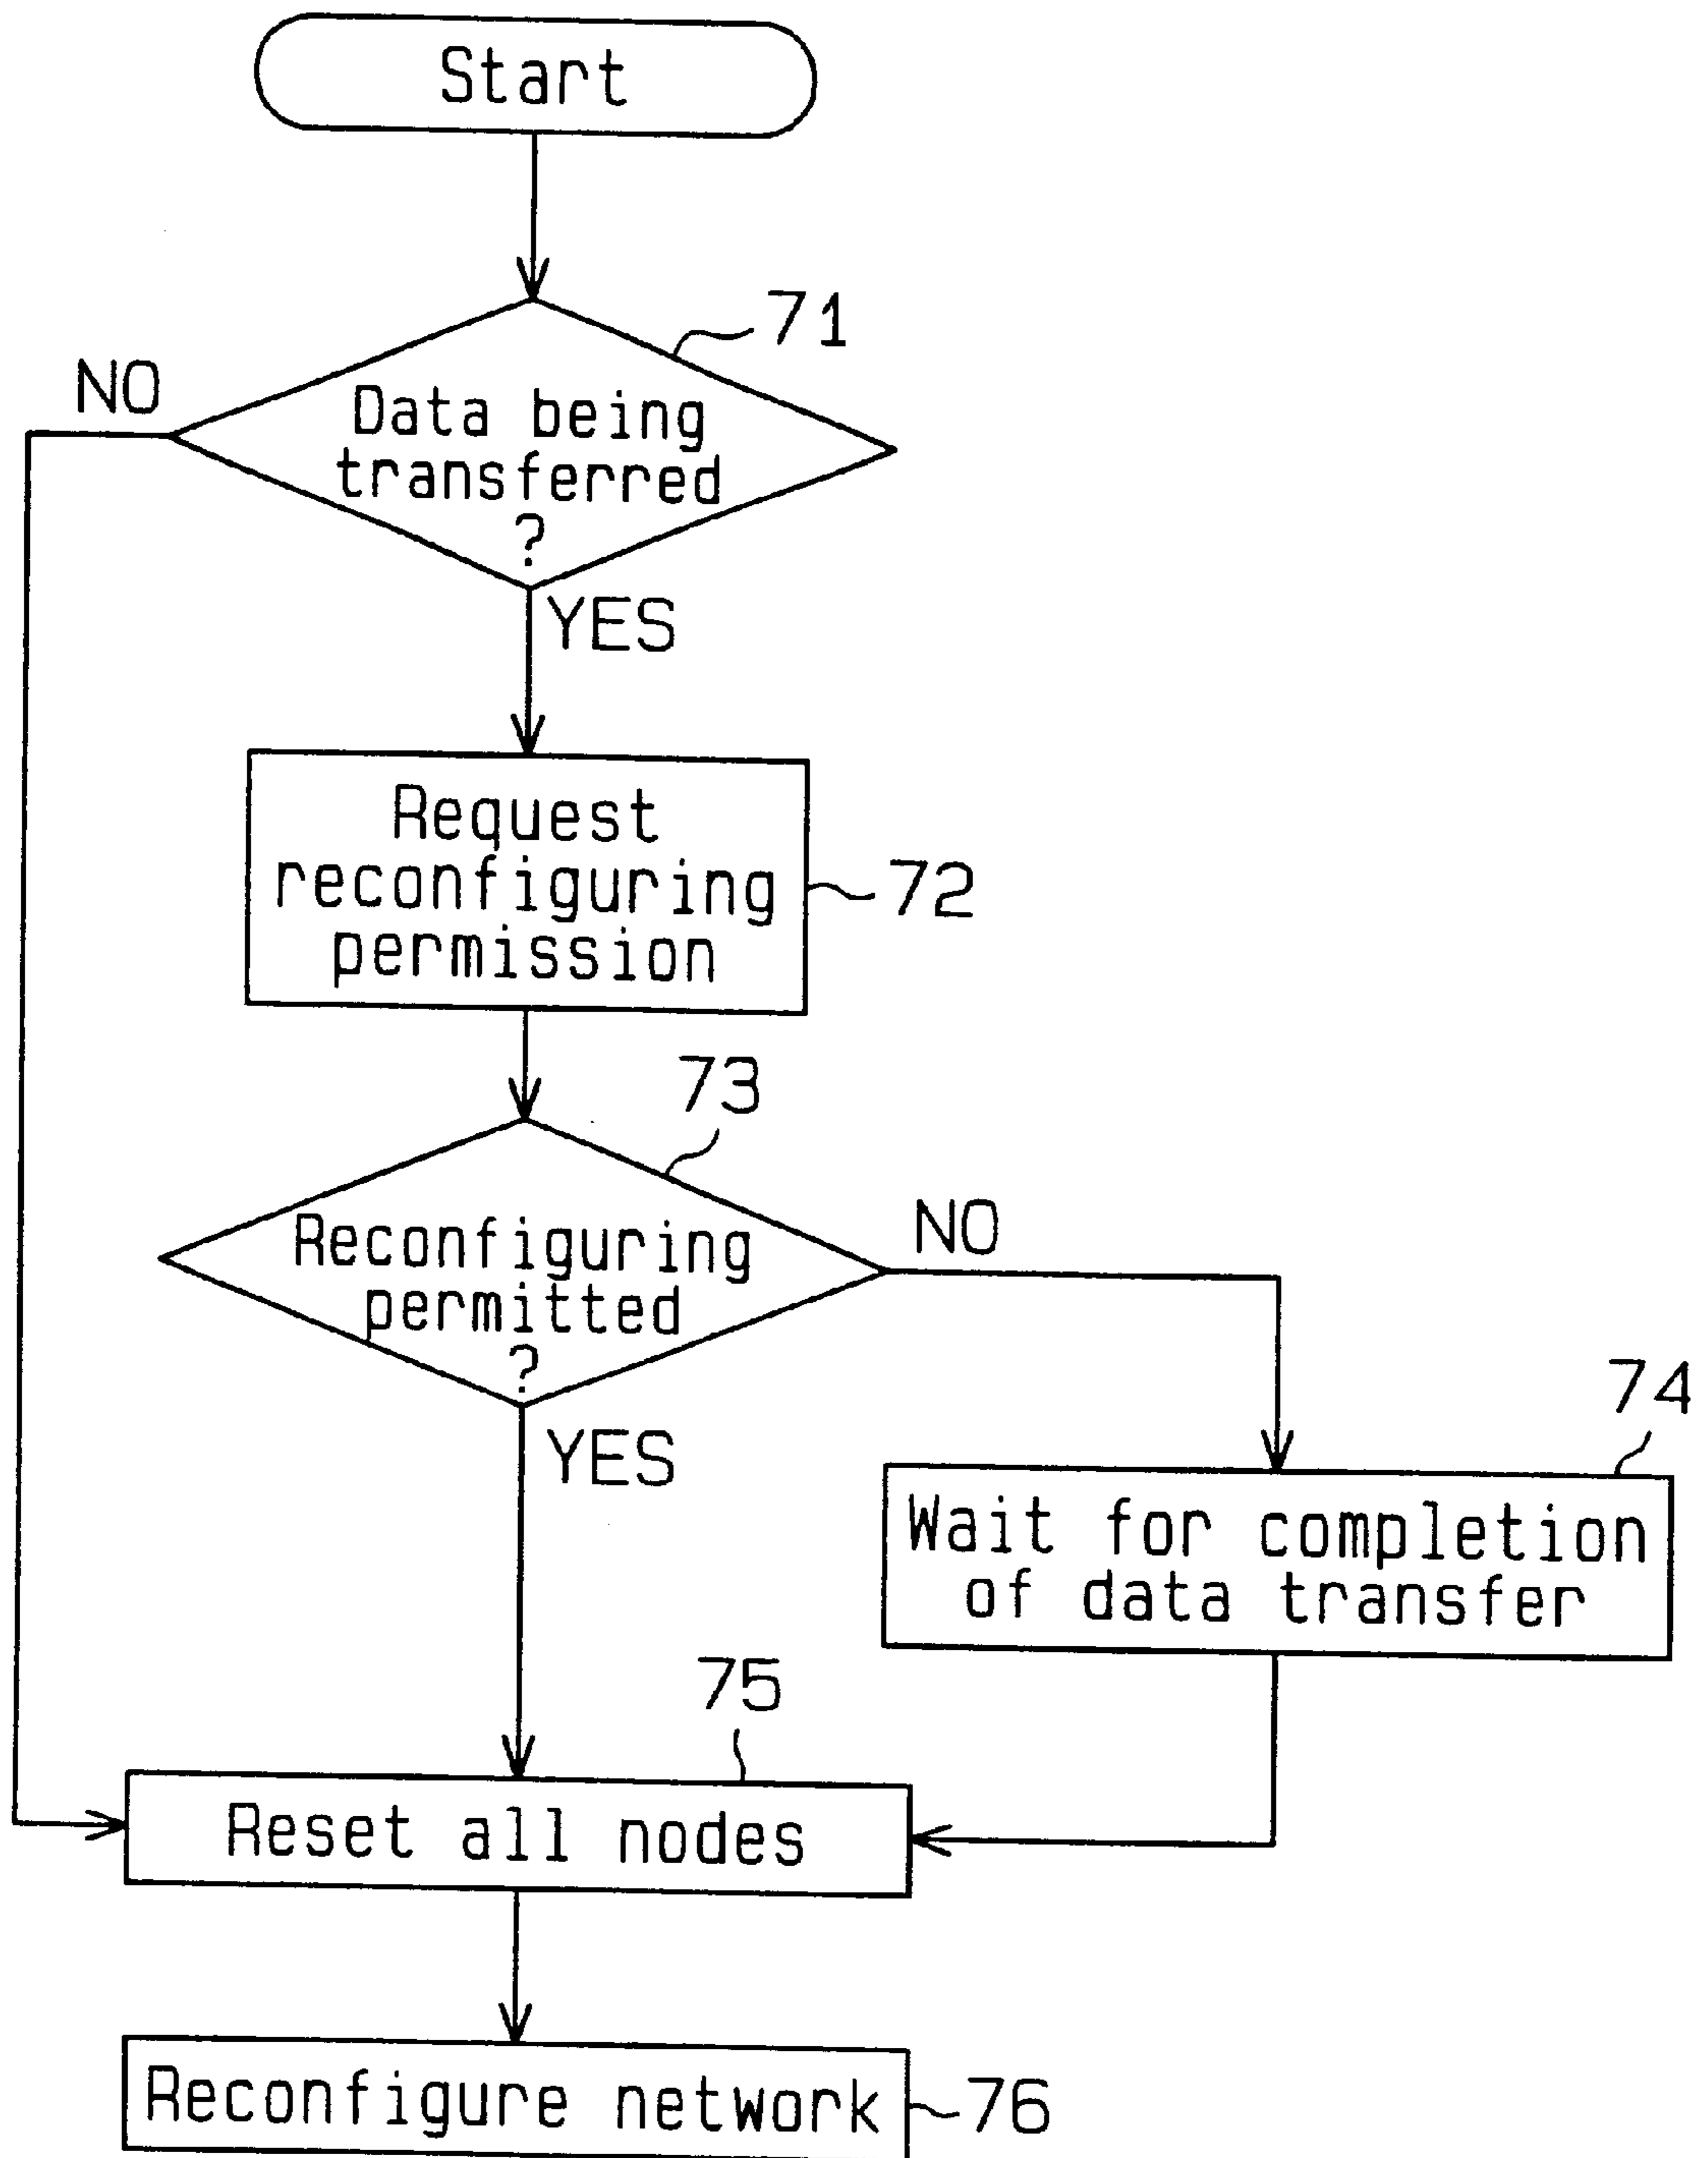 Start
71
NO
Data being
transferred
?
YES
Request
reconfiguring
permission
72
73
Reconfiguring
permitted
?
NO
YES
74
Wait for completion
of data transfer
75
Reset all nodes
Reconfigure network
76